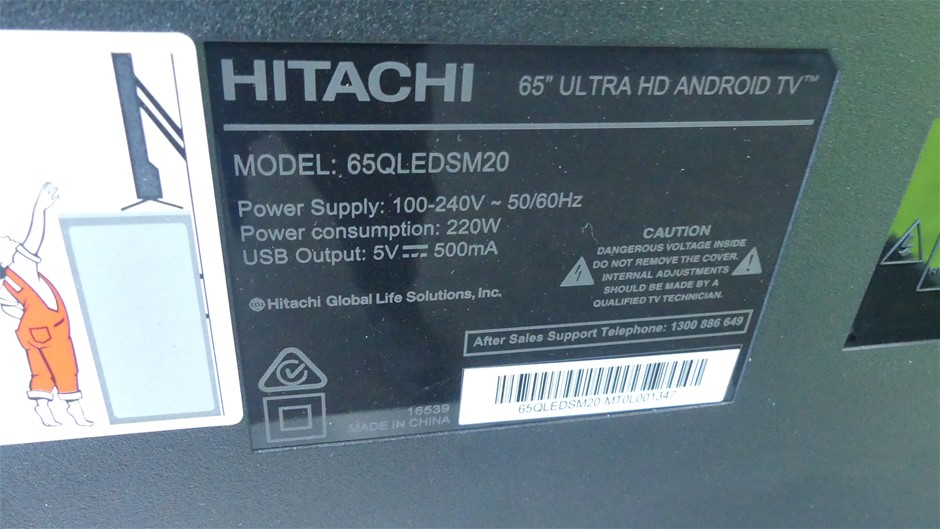 HITACHI
65" ULTRA HD ANDROID TV™
MODEL: 65QLEDSM20
Power Supply: 100-240V ~ 50/60Hz
Power consumption: 220W
USB Output: 5V⎓ 500mA
CAUTION
DANGEROUS VOLTAGE INSIDE
DO NOT REMOVE THE COVER.
INTERNAL ADJUSTMENTS
SHOULD BE MADE BY A
QUALIFIED TV TECHNICIAN.
Hitachi Global Life Solutions, Inc.
After Sales Support Telephone: 1300 886 649
65QLEDSM20 MT0L001347
16539
MADE IN CHINA